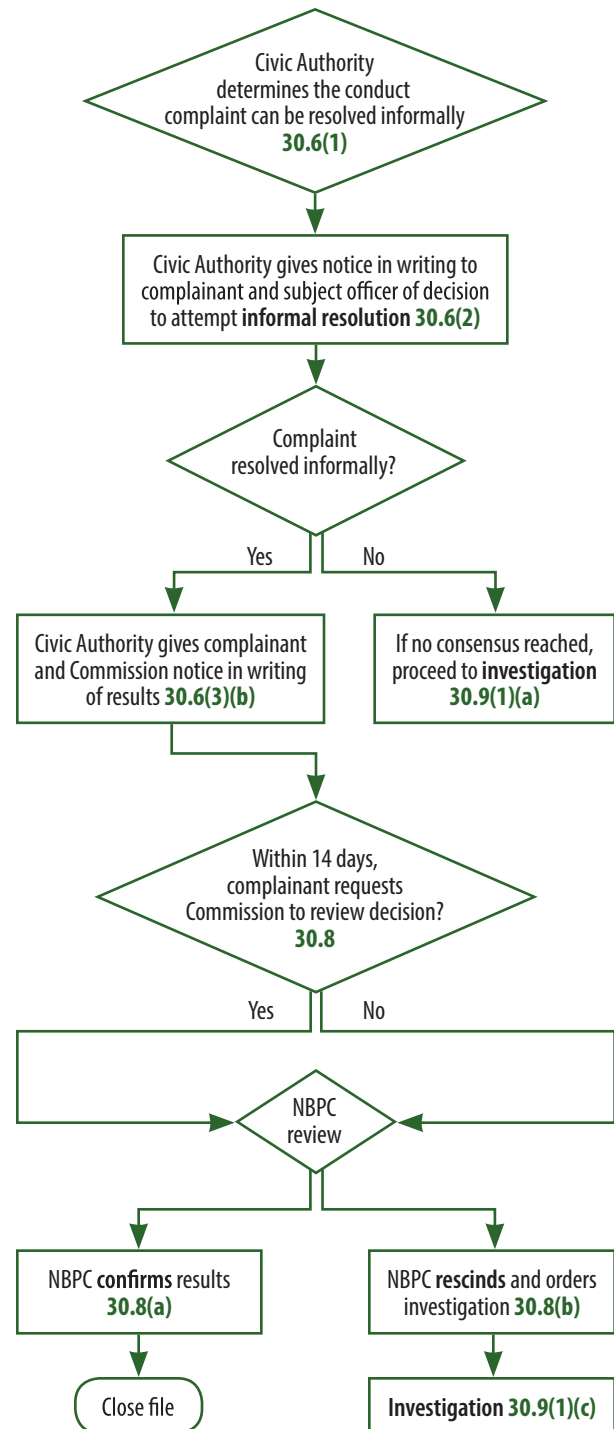 Civic Authority
determines the conduct
complaint can be resolved informally
30.6(1)
Civic Authority gives notice in writing to
complainant and subject officer of decision
to attempt informal resolution 30.6(2)
Complaint
resolved informally?
Yes
No
Civic Authority gives complainant
and Commission notice in writing
of results 30.6(3)(b)
If no consensus reached,
proceed to investigation
30.9(1)(a)
Within 14 days,
complainant requests
Commission to review decision?
30.8
Yes
No
NBPC
review
NBPC confirms results
30.8(a)
NBPC rescinds and orders
investigation 30.8(b)
Close file
Investigation 30.9(1)(c)